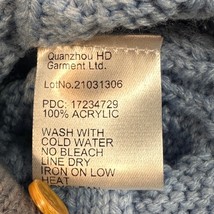 Quanzhou HD
Garment Ltd.
LotNo.21031306
PDC: 17234729
100% ACRYLIC
WASH WITH
COLD WATER
NO BLEACH
LINE DRY
IRON ON LOW
HEAT